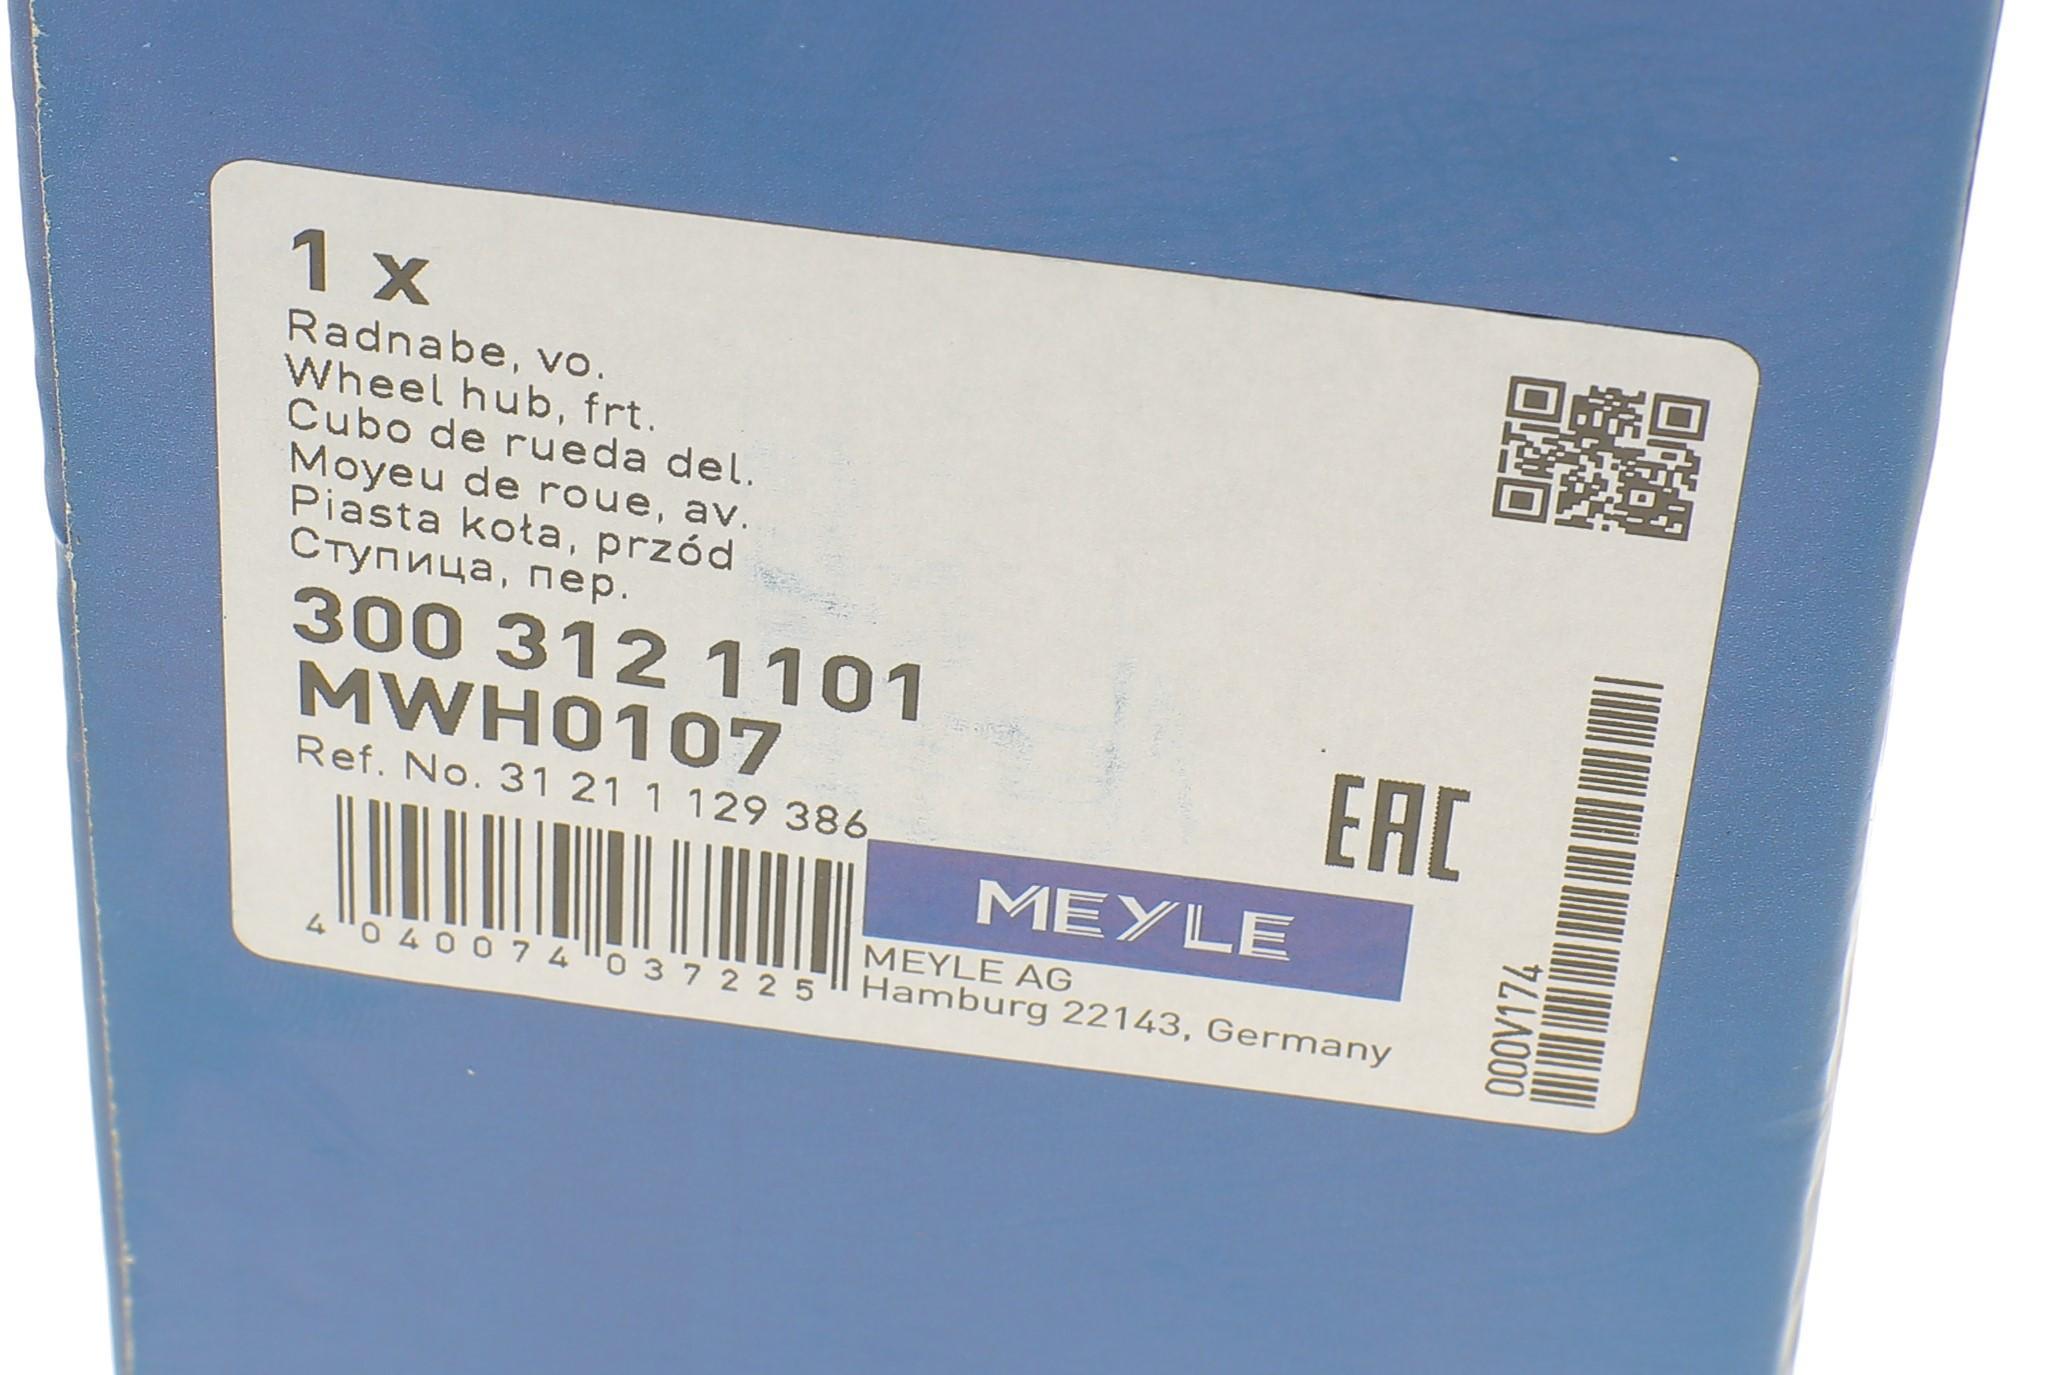 1 x
Radnabe, vo.
Wheel hub, frt.
Cubo de rueda del.
Moyeu de roue, av.
Piasta koła, przód
Ступица, пер.
300 312 1101
MWH0107
Ref. No. 31 21 1 129 386
4 040074 037225
EAC
MEYLE
MEYLE AG
Hamburg 22143, Germany
000V174